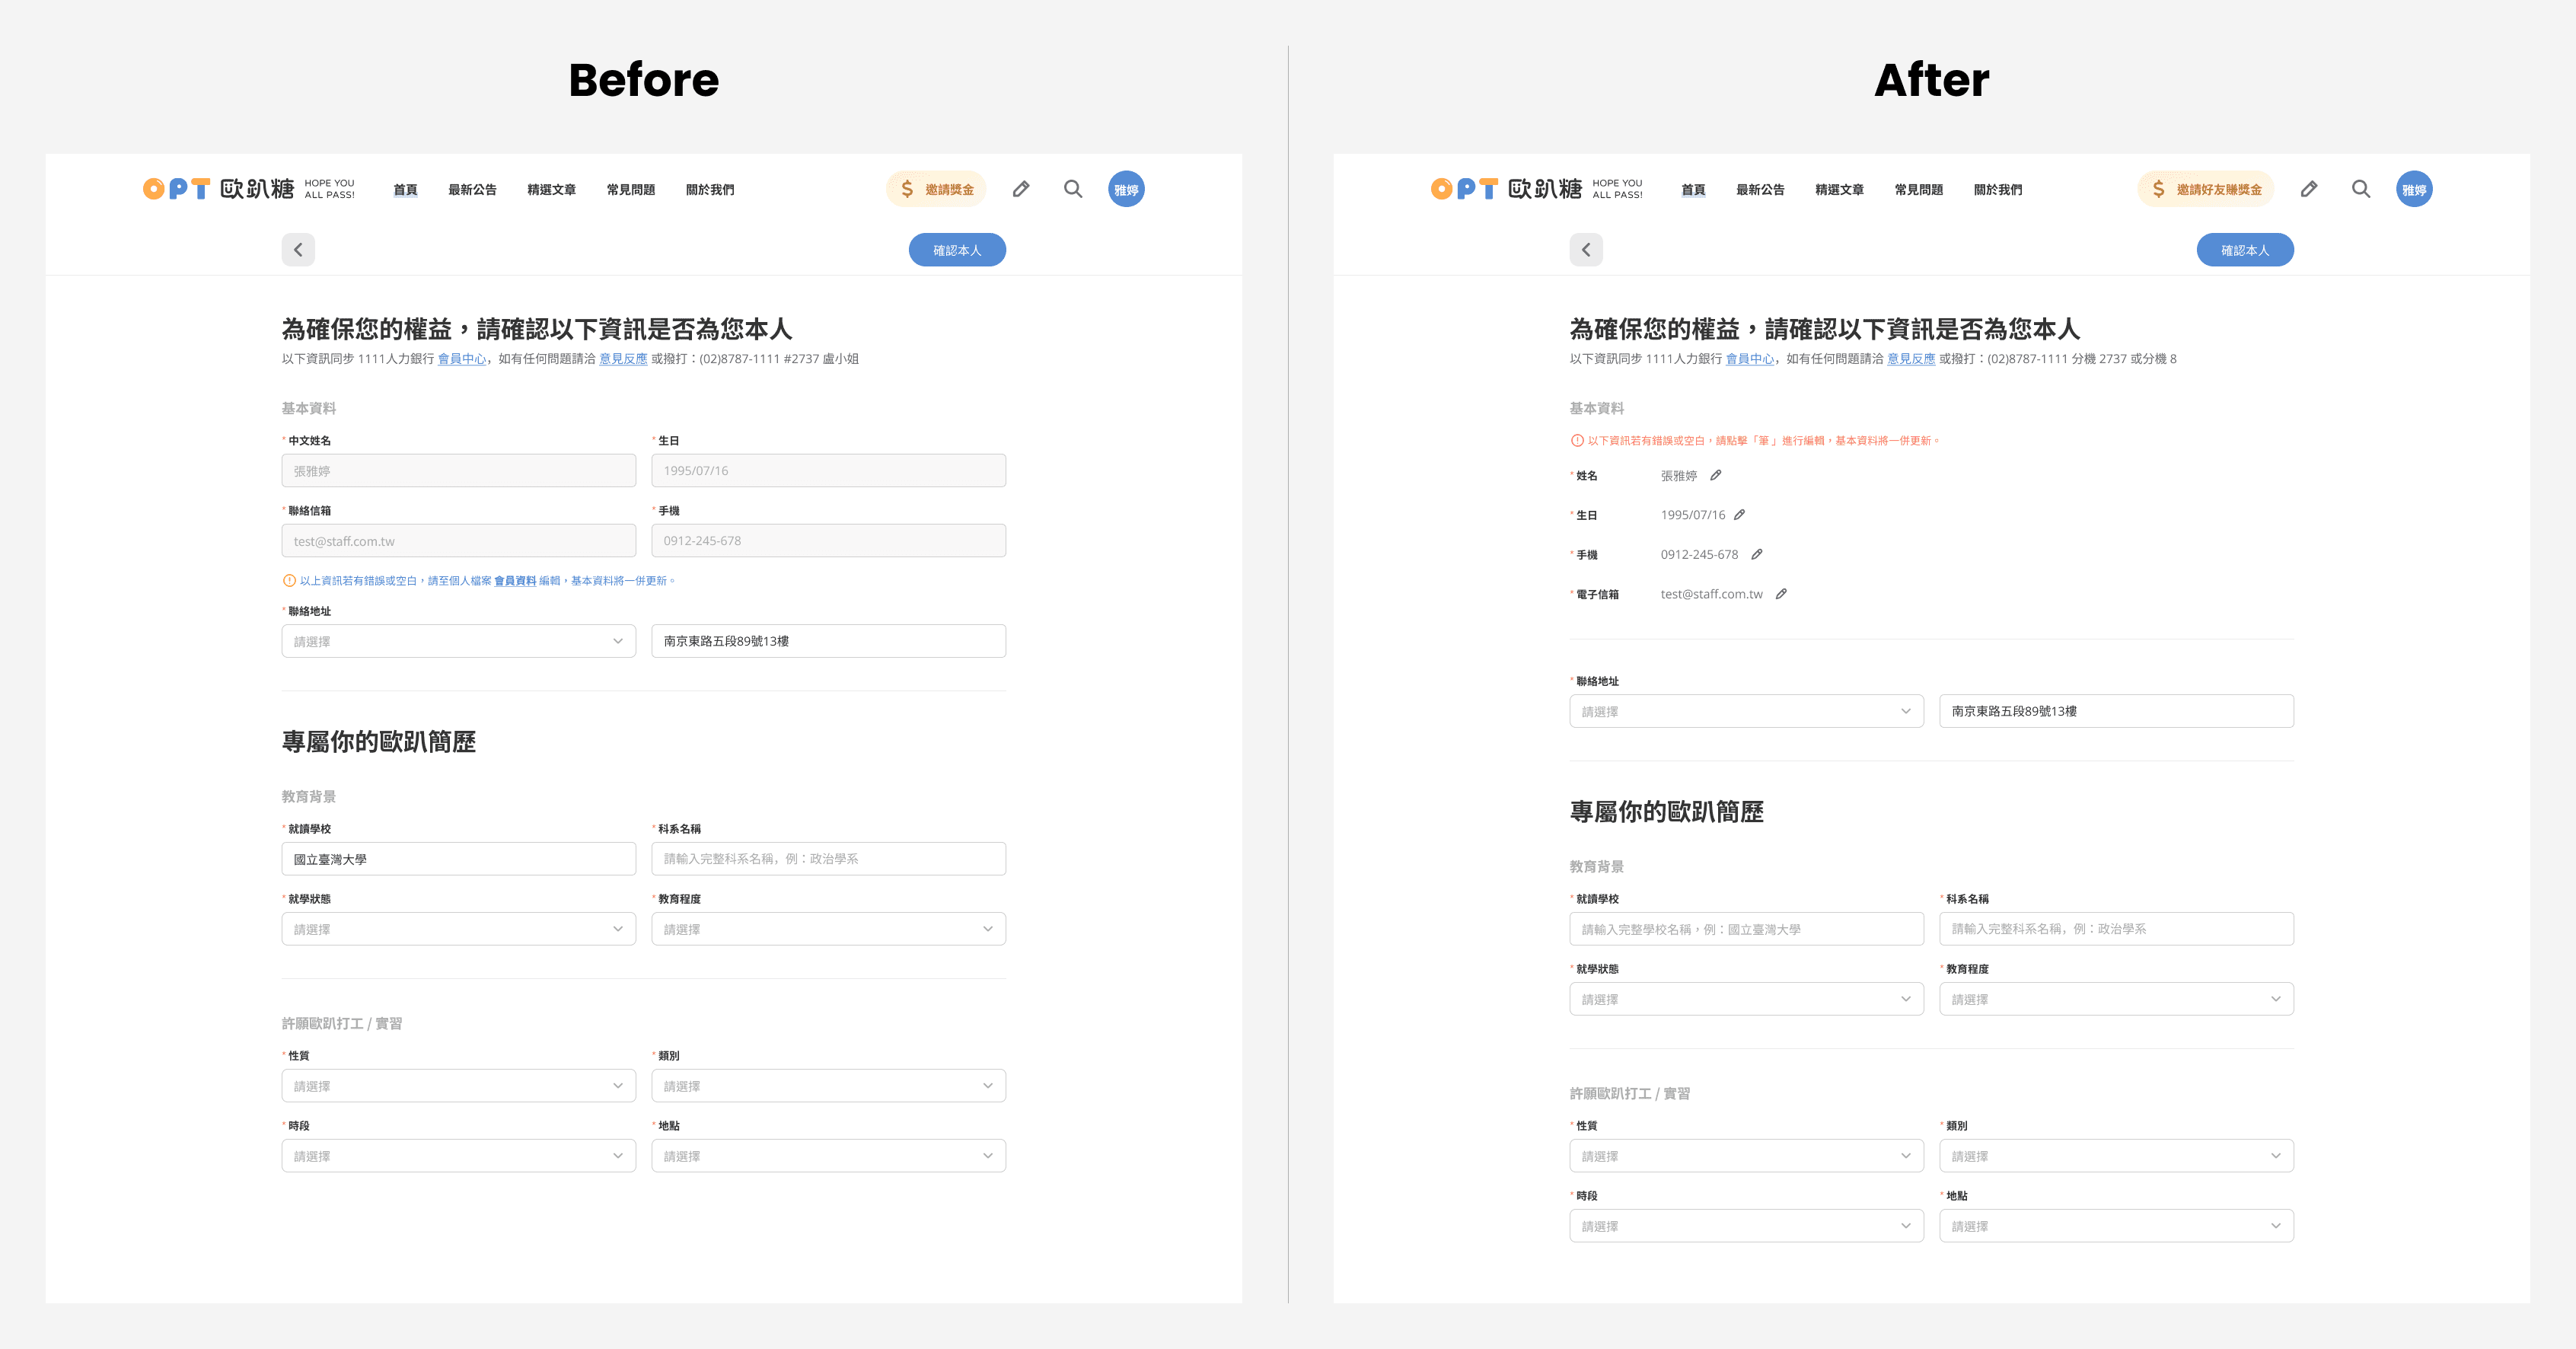 Before
OPT 歐趴糖 HOPE YOU ALL PASS! 首頁 最新公告 精選文章 常見問題 關於我們 $ 邀請獎金 雅婷
確認本人
為確保您的權益，請確認以下資訊是否為您本人
以下資訊同步 1111人力銀行 會員中心，如有任何問題請洽 意見反應 或撥打：(02)8787-1111 #2737 盧小姐
基本資料
* 中文姓名 * 生日
張雅婷 1995/07/16
* 聯絡信箱 * 手機
test@staff.com.tw 0912-245-678
以上資訊若有錯誤或空白，請至個人檔案 會員資料 編輯，基本資料將一併更新。
* 聯絡地址
請選擇 南京東路五段89號13樓
專屬你的歐趴簡歷
教育背景
* 就讀學校 * 科系名稱
國立臺灣大學 請輸入完整科系名稱，例：政治學系
* 就學狀態 * 教育程度
請選擇 請選擇
許願歐趴打工 / 實習
* 性質 * 類別
請選擇 請選擇
* 時段 * 地點
請選擇 請選擇
After
OPT 歐趴糖 HOPE YOU ALL PASS! 首頁 最新公告 精選文章 常見問題 關於我們 $ 邀請好友賺獎金 雅婷
確認本人
為確保您的權益，請確認以下資訊是否為您本人
以下資訊同步 1111人力銀行 會員中心，如有任何問題請洽 意見反應 或撥打：(02)8787-1111 分機 2737 或分機 8
基本資料
以下資訊若有錯誤或空白，請點擊「筆 」進行編輯，基本資料將一併更新。
* 姓名 張雅婷
* 生日 1995/07/16
* 手機 0912-245-678
* 電子信箱 test@staff.com.tw
* 聯絡地址
請選擇 南京東路五段89號13樓
專屬你的歐趴簡歷
教育背景
* 就讀學校 * 科系名稱
請輸入完整學校名稱，例：國立臺灣大學 請輸入完整科系名稱，例：政治學系
* 就學狀態 * 教育程度
請選擇 請選擇
許願歐趴打工 / 實習
* 性質 * 類別
請選擇 請選擇
* 時段 * 地點
請選擇 請選擇